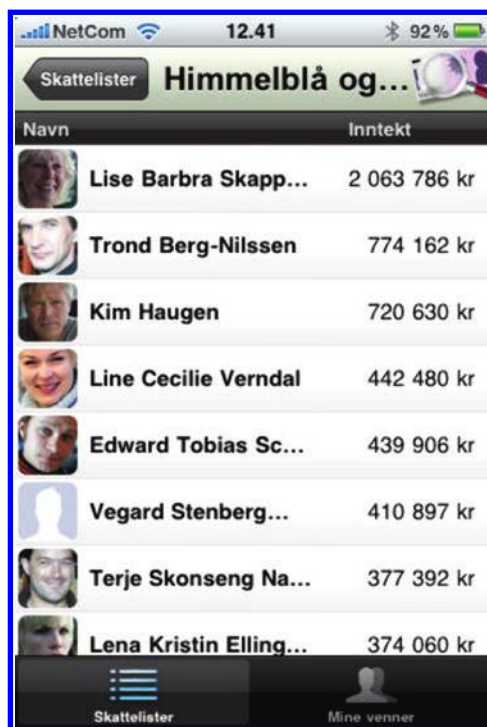 NetCom 12.41 92%
Skattelister Himmelblå og...
Navn Inntekt
Lise Barbra Skapp... 2 063 786 kr
Trond Berg-Nilssen 774 162 kr
Kim Haugen 720 630 kr
Line Cecilie Verndal 442 480 kr
Edward Tobias Sc... 439 906 kr
Vegard Stenberg... 410 897 kr
Terje Skonseng Na... 377 392 kr
Lena Kristin Elling... 374 060 kr
Skattelister Mine venner